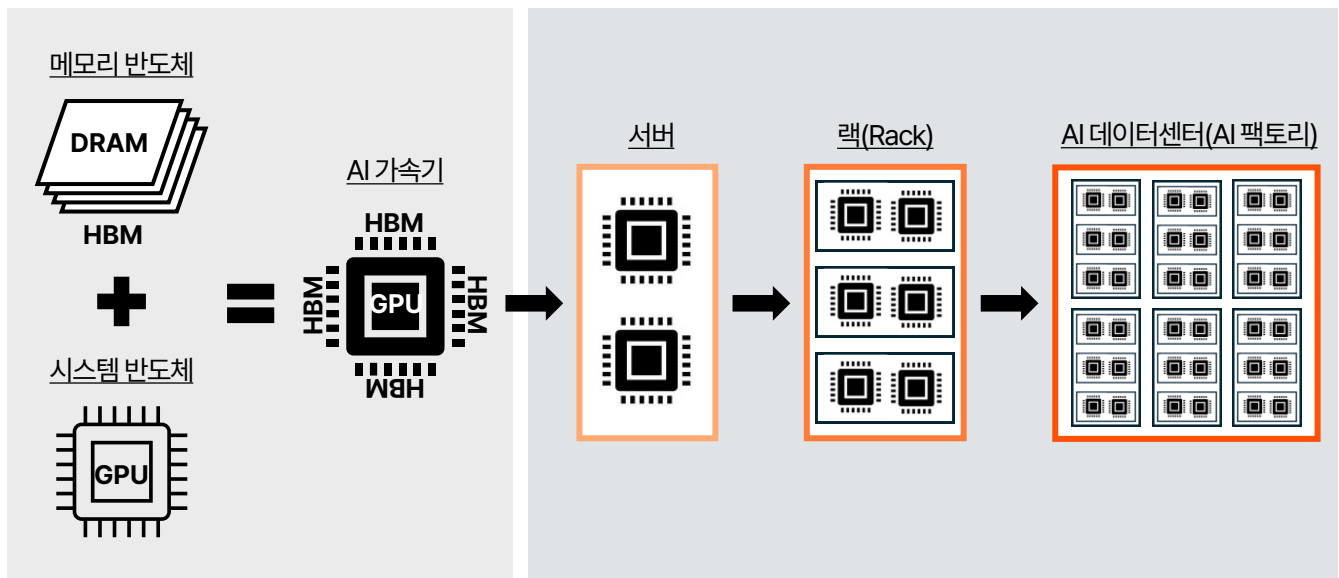 메모리 반도체
DRAM
HBM
시스템 반도체
GPU
AI 가속기
HBM
HBM
GPU
HBM
HBM
서버
랙(Rack)
AI 데이터센터(AI 팩토리)